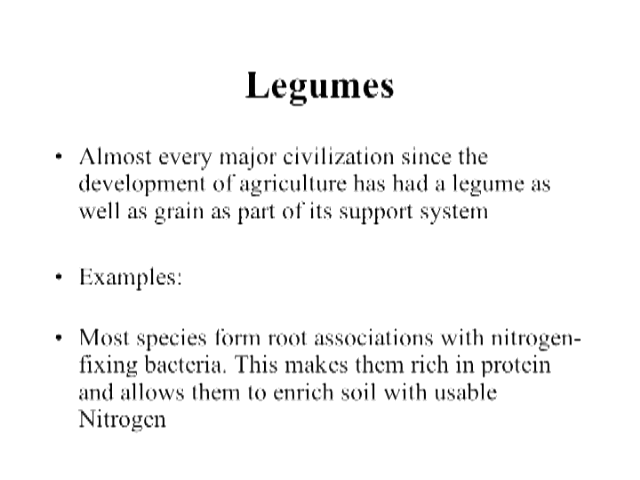 Legumes
• Almost every major civilization since the
development of agriculture has had a legume as
well as grain as part of its support system
• Examples:
• Most species form root associations with nitrogen-
fixing bacteria. This makes them rich in protein
and allows them to enrich soil with usable
Nitrogen